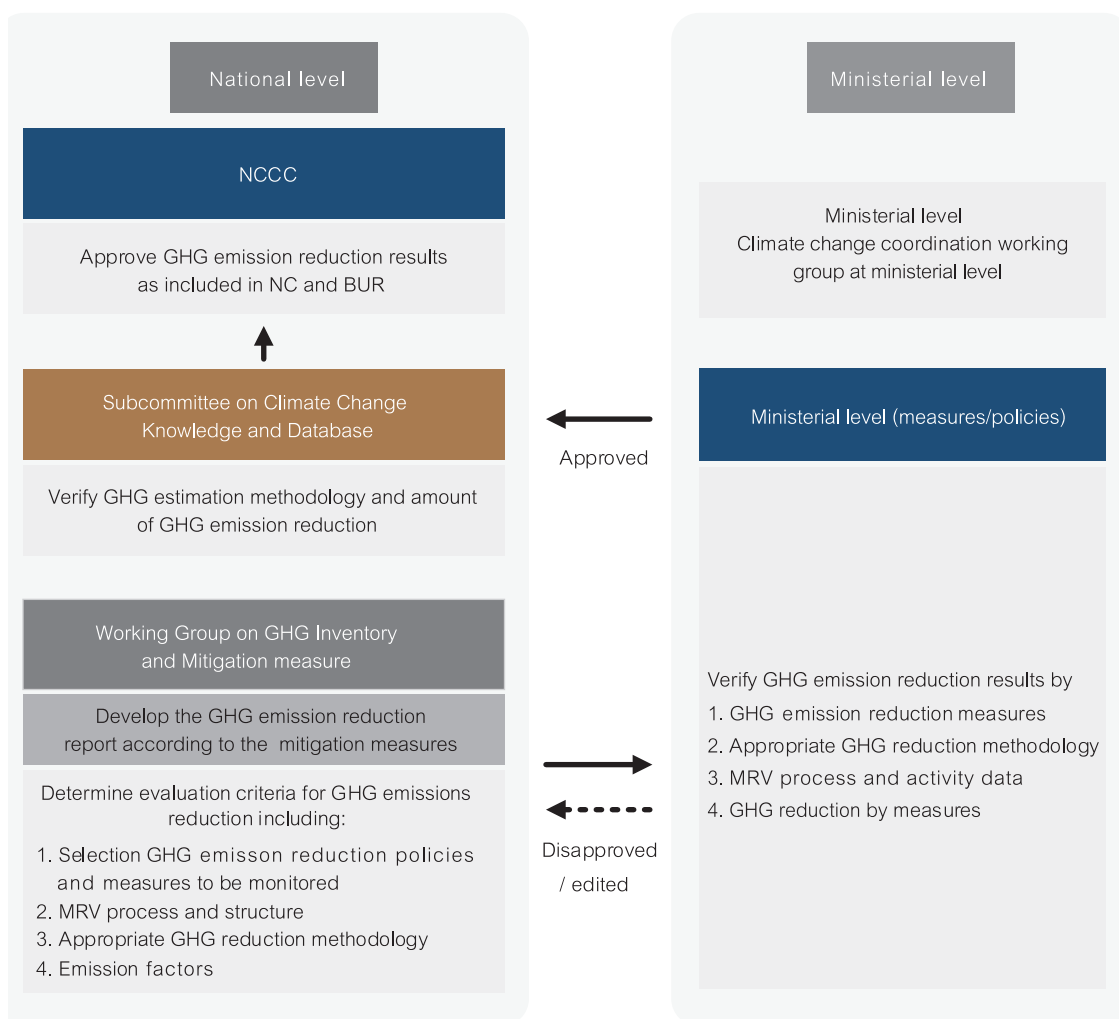 National level
NCCC
Approve GHG emission reduction results
as included in NC and BUR
Subcommittee on Climate Change
Knowledge and Database
Verify GHG estimation methodology and amount
of GHG emission reduction
Working Group on GHG Inventory
and Mitigation measure
Develop the GHG emission reduction
report according to the mitigation measures
Determine evaluation criteria for GHG emissions
reduction including:
1. Selection GHG emisson reduction policies
and measures to be monitored
2. MRV process and structure
3. Appropriate GHG reduction methodology
4. Emission factors
Approved
Disapproved
/ edited
Ministerial level
Ministerial level
Climate change coordination working
group at ministerial level
Ministerial level (measures/policies)
Verify GHG emission reduction results by
1. GHG emission reduction measures
2. Appropriate GHG reduction methodology
3. MRV process and activity data
4. GHG reduction by measures